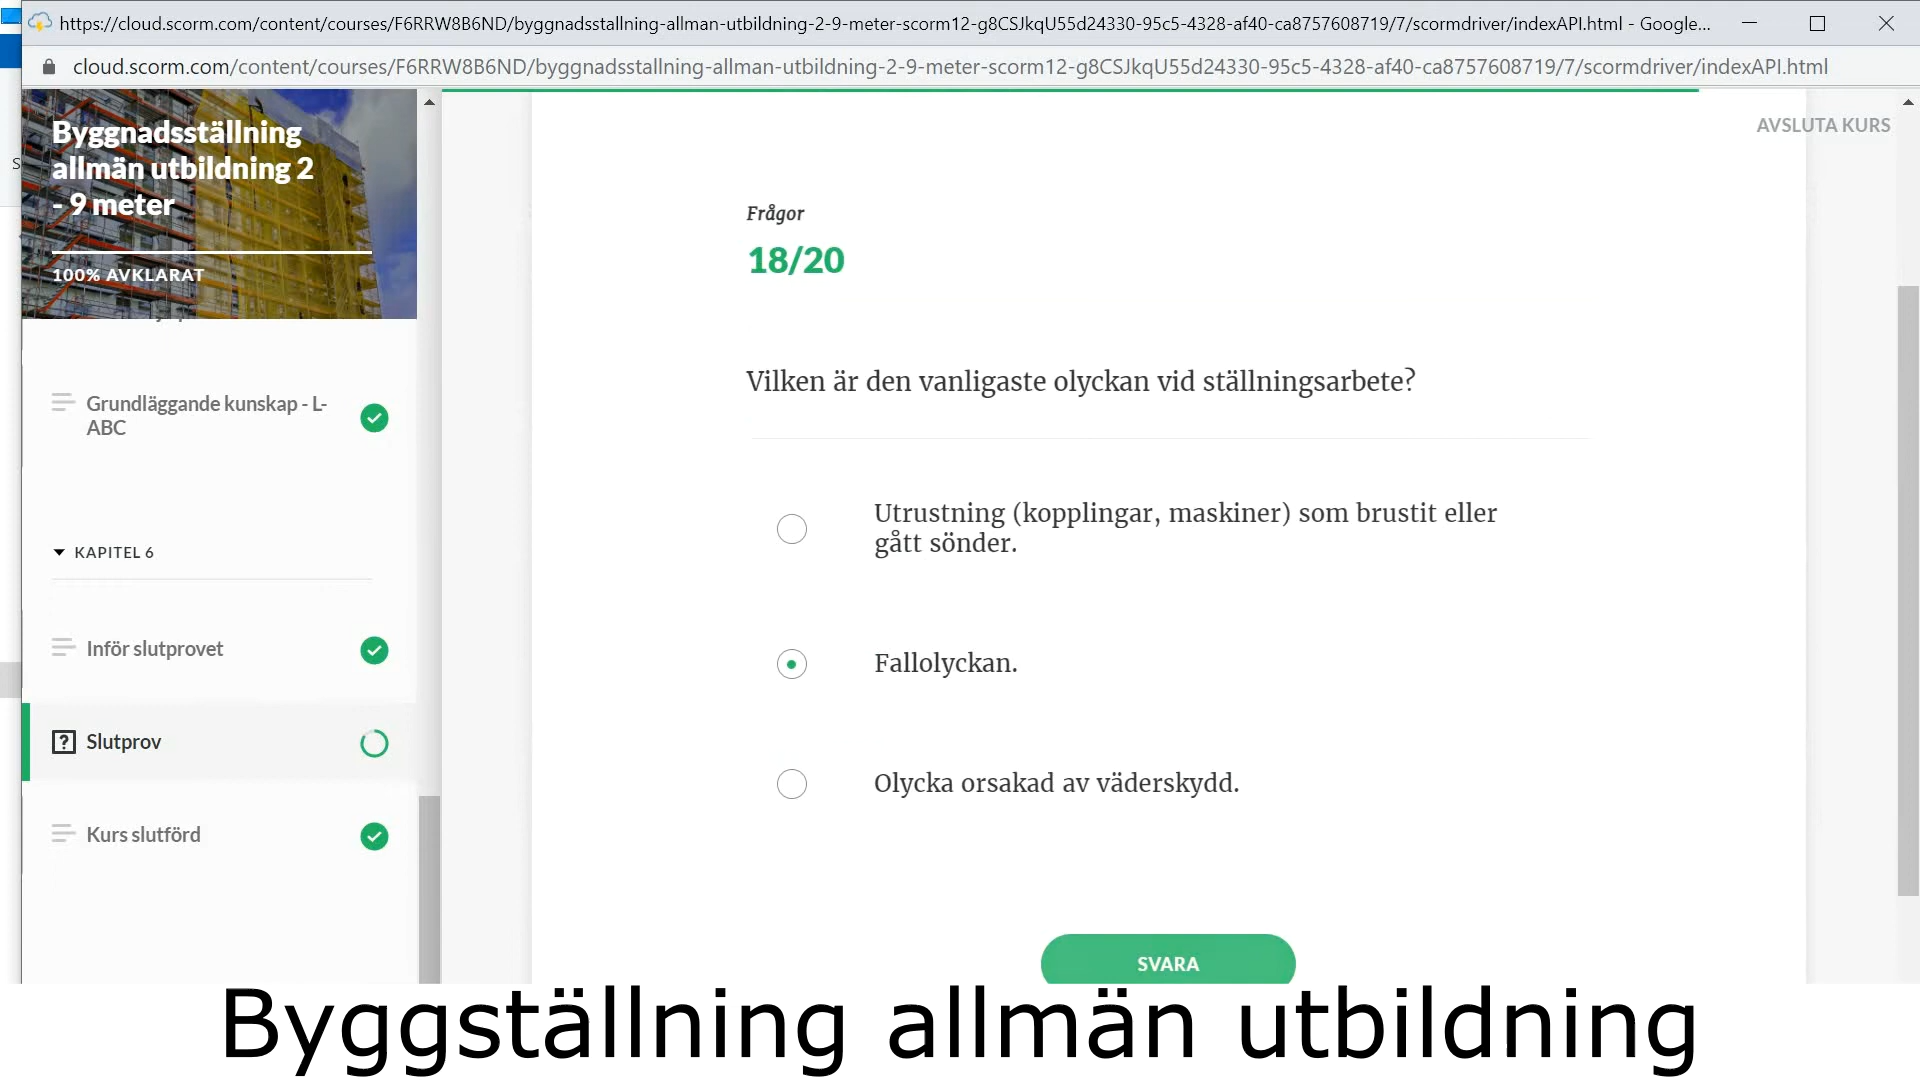 https://cloud.scorm.com/content/courses/F6RRW8B6ND/byggnadsstallning-allman-utbildning-2-9-meter-scorm12-g8CSJkqU55d24330-95c5-4328-af40-ca8757608719/7/scormdriver/indexAPI.html - Google...
cloud.scorm.com/content/courses/F6RRW8B6ND/byggnadsstallning-allman-utbildning-2-9-meter-scorm12-g8CSJkqU55d24330-95c5-4328-af40-ca8757608719/7/scormdriver/indexAPI.html
Byggnadsställning
allmän utbildning 2
- 9 meter
100% AVKLARAT
Grundläggande kunskap - L-
ABC
KAPITEL 6
Inför slutprovet
Slutprov
Kurs slutförd
AVSLUTA KURS
Frågor
18/20
Vilken är den vanligaste olyckan vid ställningsarbete?
Utrustning (kopplingar, maskiner) som brustit eller
gått sönder.
Fallolyckan.
Olycka orsakad av väderskydd.
SVARA
Byggställning allmän utbildning